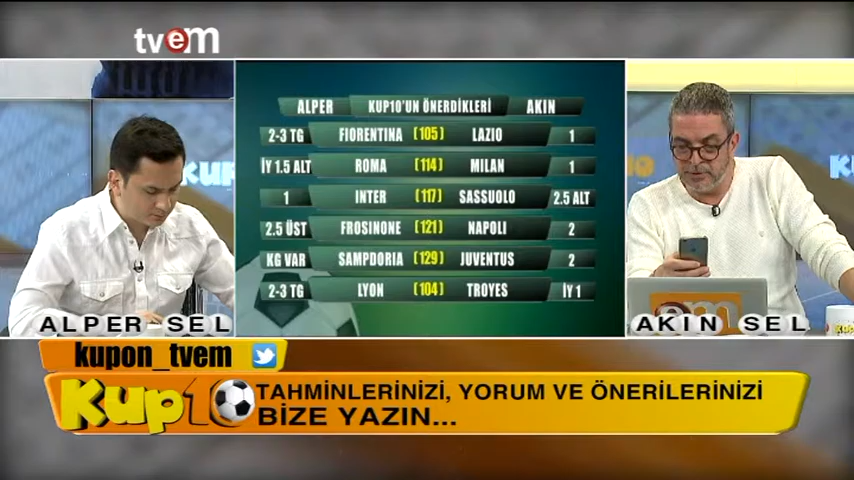 tvem
ALPER KUP10'UN ÖNERDİKLERİ AKIN
2-3 TG FIORENTINA (105) LAZIO 1
İY 1.5 ALT ROMA (114) MILAN 1
1 INTER (117) SASSUOLO 2.5 ALT
2.5 ÜST FROSINONE (121) NAPOLI 2
KG VAR SAMPDORIA (129) JUVENTUS 2
2-3 TG LYON (104) TROYES İY 1
ALPER SEL
AKIN SEL
kupon_tvem
Kup10
TAHMİNLERİNİZİ, YORUM VE ÖNERİLERİNİZİ
BİZE YAZIN...